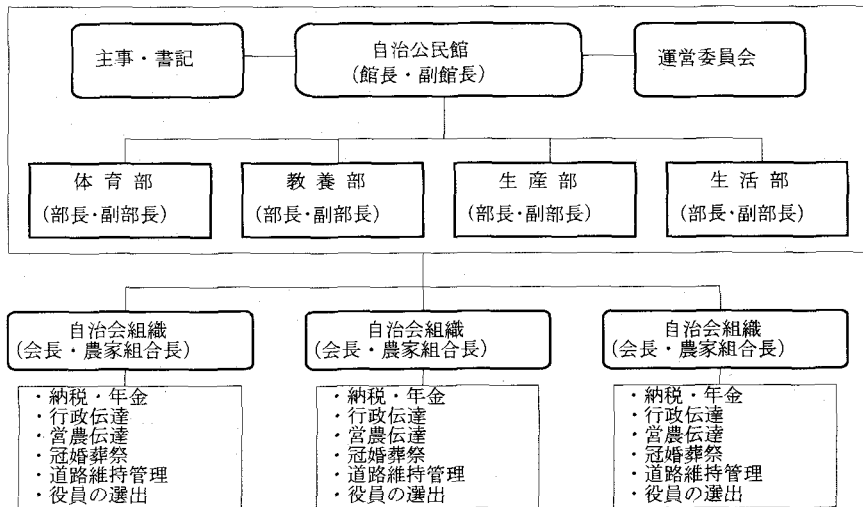 主事・書記
自治公民館
(館長・副館長)
運営委員会
体育部
(部長・副部長)
教養部
(部長・副部長)
生産部
(部長・副部長)
生活部
(部長・副部長)
自治会組織
(会長・農家組合長)
自治会組織
(会長・農家組合長)
自治会組織
(会長・農家組合長)
・納税・年金
・行政伝達
・営農伝達
・冠婚葬祭
・道路維持管理
・役員の選出
・納税・年金
・行政伝達
・営農伝達
・冠婚葬祭
・道路維持管理
・役員の選出
・納税・年金
・行政伝達
・営農伝達
・冠婚葬祭
・道路維持管理
・役員の選出